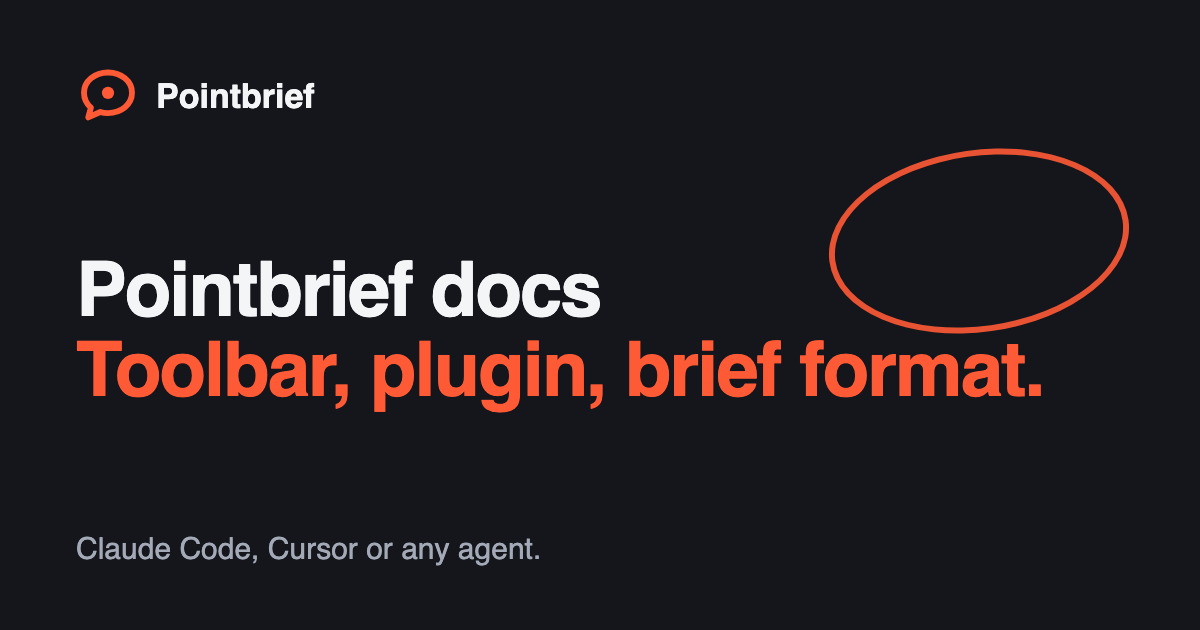 Pointbrief
Pointbrief docs
Toolbar, plugin, brief format.
Claude Code, Cursor or any agent.